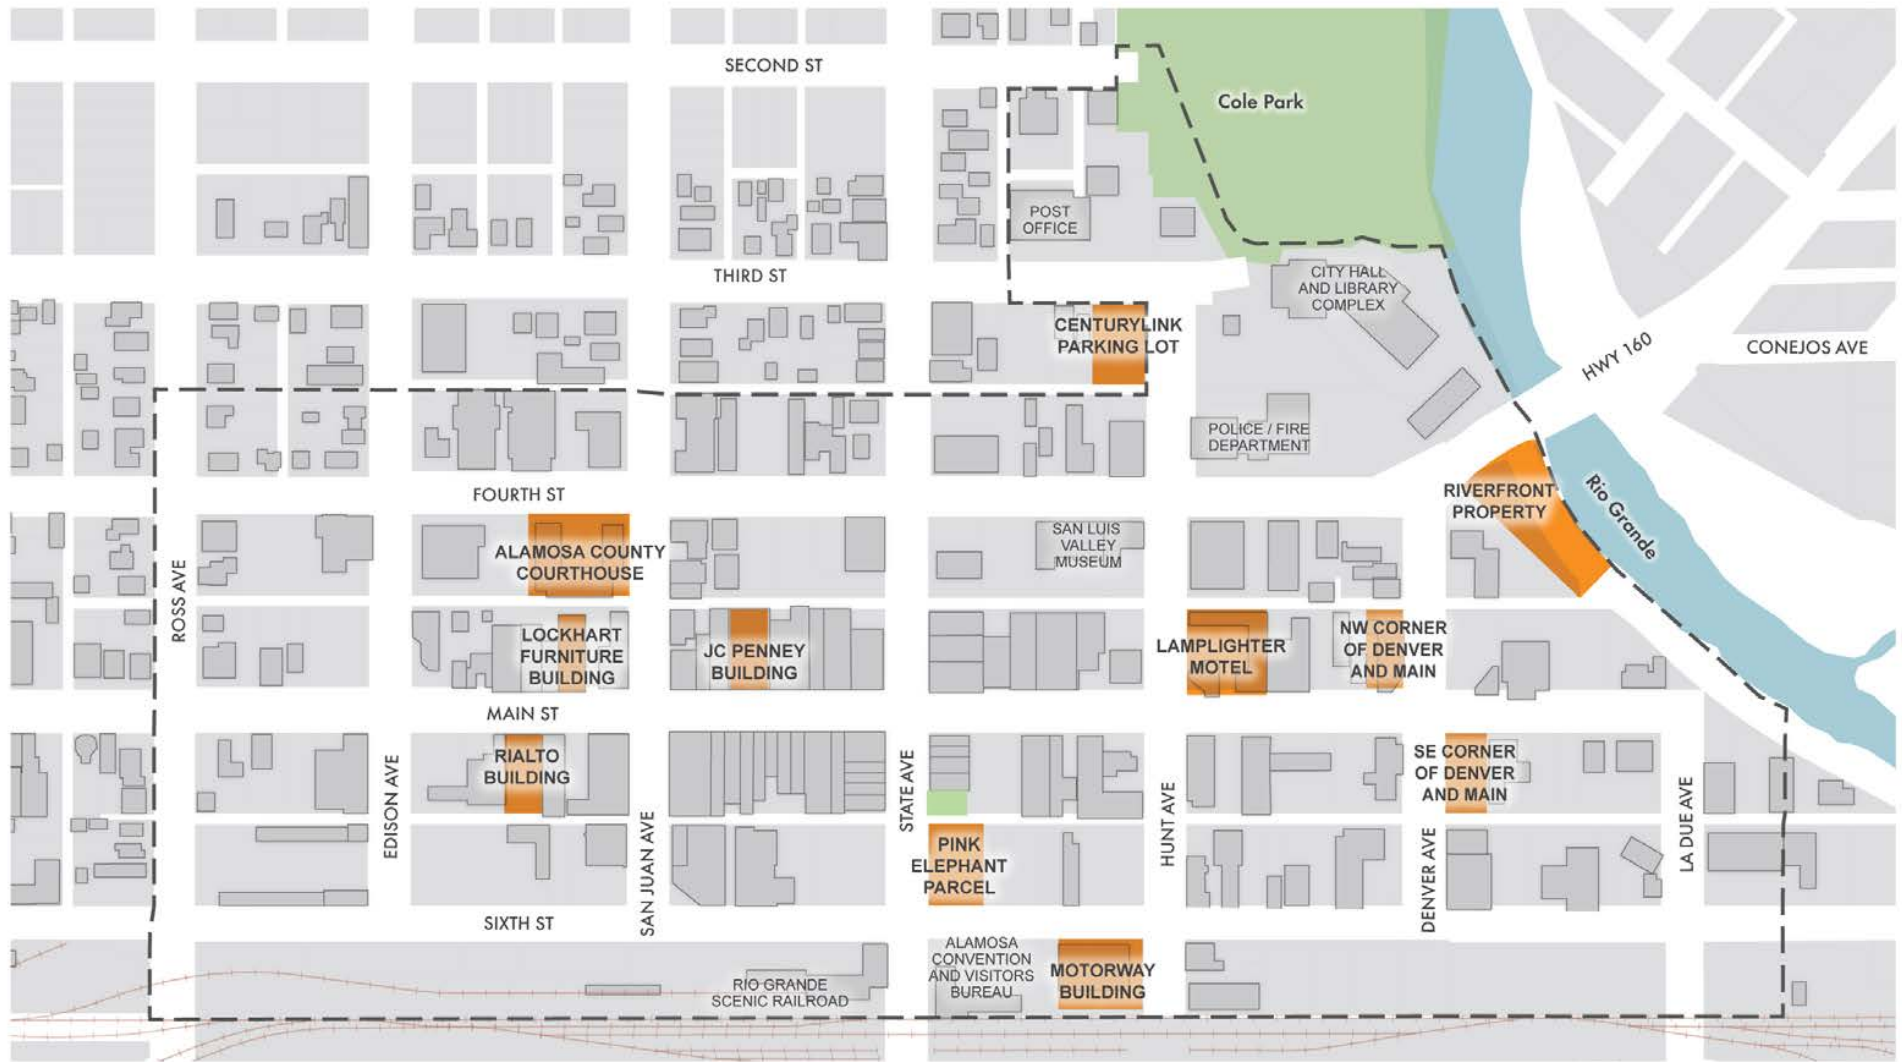 SECOND ST
Cole Park
POST
OFFICE
THIRD ST
CITY HALL
AND LIBRARY
COMPLEX
CENTURYLINK
PARKING LOT
HWY 160
CONEJOS AVE
POLICE / FIRE
DEPARTMENT
FOURTH ST
RIVERFRONT
PROPERTY
Rio Grande
ROSS AVE
ALAMOSA COUNTY
COURTHOUSE
SAN LUIS
VALLEY
MUSEUM
LOCKHART
FURNITURE
BUILDING
JC PENNEY
BUILDING
LAMPLIGHTER
MOTEL
NW CORNER
OF DENVER
AND MAIN
MAIN ST
EDISON AVE
RIALTO
BUILDING
SAN JUAN AVE
STATE AVE
HUNT AVE
SE CORNER
OF DENVER
AND MAIN
DENVER AVE
LA DUE AVE
PINK
ELEPHANT
PARCEL
SIXTH ST
RIO GRANDE
SCENIC RAILROAD
ALAMOSA
CONVENTION
AND VISITORS
BUREAU
MOTORWAY
BUILDING